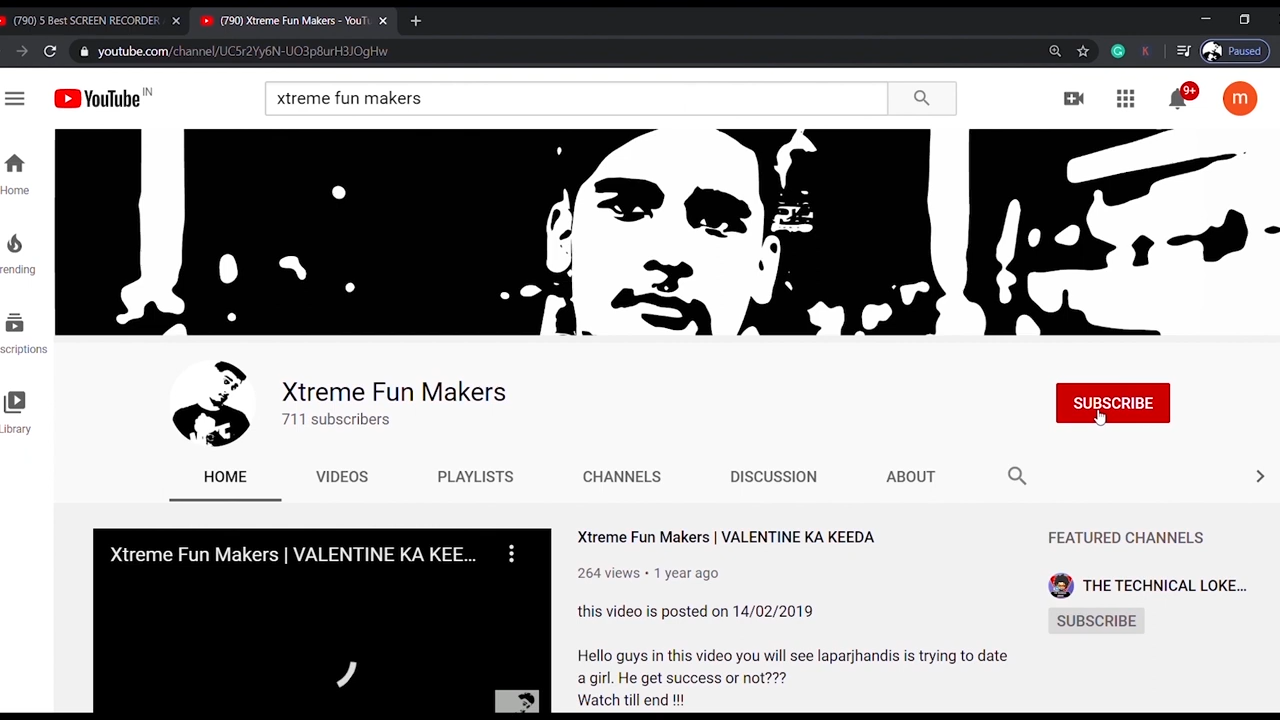 (790) 5 Best SCREEN RECORDER
(790) Xtreme Fun Makers - YouTu
youtube.com/channel/UC5r2Yy6N-UO3p8urH3JOgHw
K
Paused
YouTube IN
xtreme fun makers
9+
m
Home
rending
scriptions
Library
Xtreme Fun Makers
711 subscribers
SUBSCRIBE
HOME VIDEOS PLAYLISTS CHANNELS DISCUSSION ABOUT
Xtreme Fun Makers | VALENTINE KA KEE...
Xtreme Fun Makers | VALENTINE KA KEEDA
264 views • 1 year ago
this video is posted on 14/02/2019
Hello guys in this video you will see laparjhandis is trying to date
a girl. He get success or not???
Watch till end !!!
FEATURED CHANNELS
THE TECHNICAL LOKE...
SUBSCRIBE